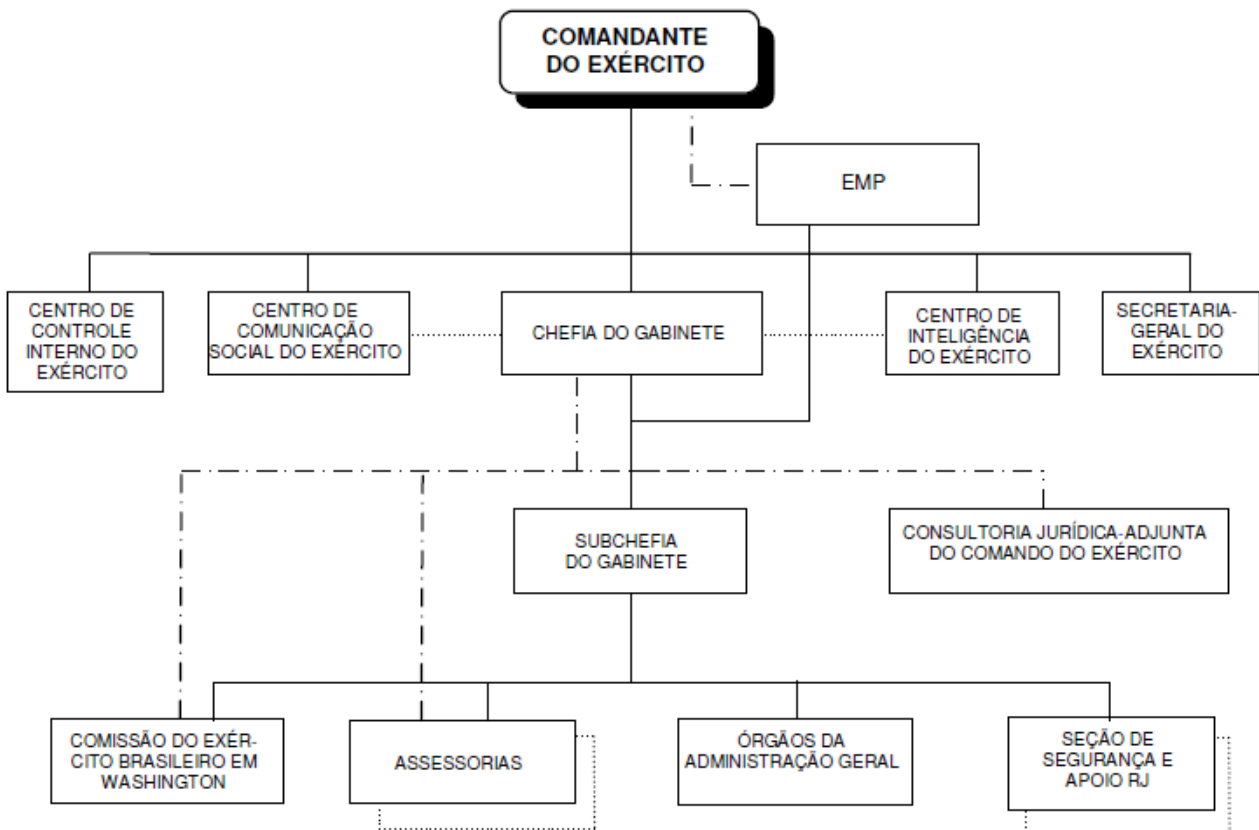 COMANDANTE
DO EXÉRCITO
EMP
CENTRO DE
CONTROLE
INTERNO DO
EXÉRCITO
CENTRO DE
COMUNICAÇÃO
SOCIAL DO EXÉRCITO
CHEFIA DO GABINETE
CENTRO DE
INTELIGÊNCIA
DO EXÉRCITO
SECRETARIA-
GERAL DO
EXÉRCITO
SUBCHEFIA
DO GABINETE
CONSULTORIA JURÍDICA-ADJUNTA
DO COMANDO DO EXÉRCITO
COMISSÃO DO EXÉR-
CITO BRASILEIRO EM
WASHINGTON
ASSESSORIAS
ÓRGÃOS DA
ADMINISTRAÇÃO GERAL
SEÇÃO DE
SEGURANÇA E
APOIO RJ